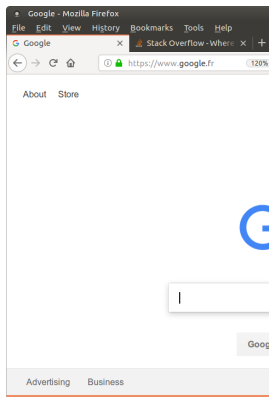 Google - Mozilla Firefox
File Edit View History Bookmarks Tools Help
G Google × Stack Overflow - Where × +
https://www.google.fr 120%
About Store
G
Goog
Advertising Business